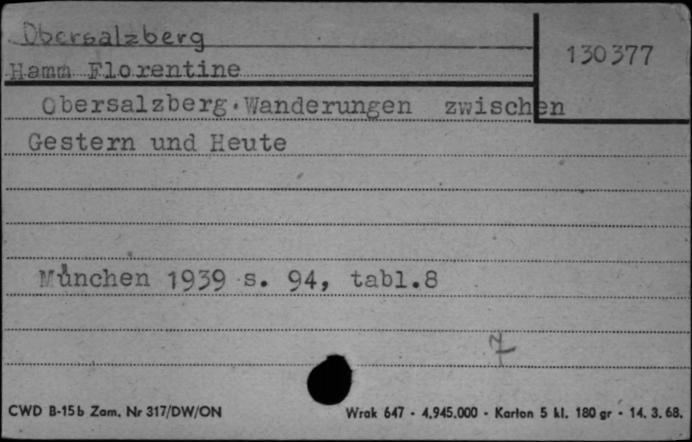 Obersalzberg
130377
Hamm Florentine
Obersalzberg.Wanderungen zwischen
Gestern und Heute
München 1939 s. 94, tabl.8
7
CWD B-15b Zam. Nr 317/DW/ON Wrak 647 - 4.945.000 - Karton 5 kl. 180 gr - 14. 3. 68.